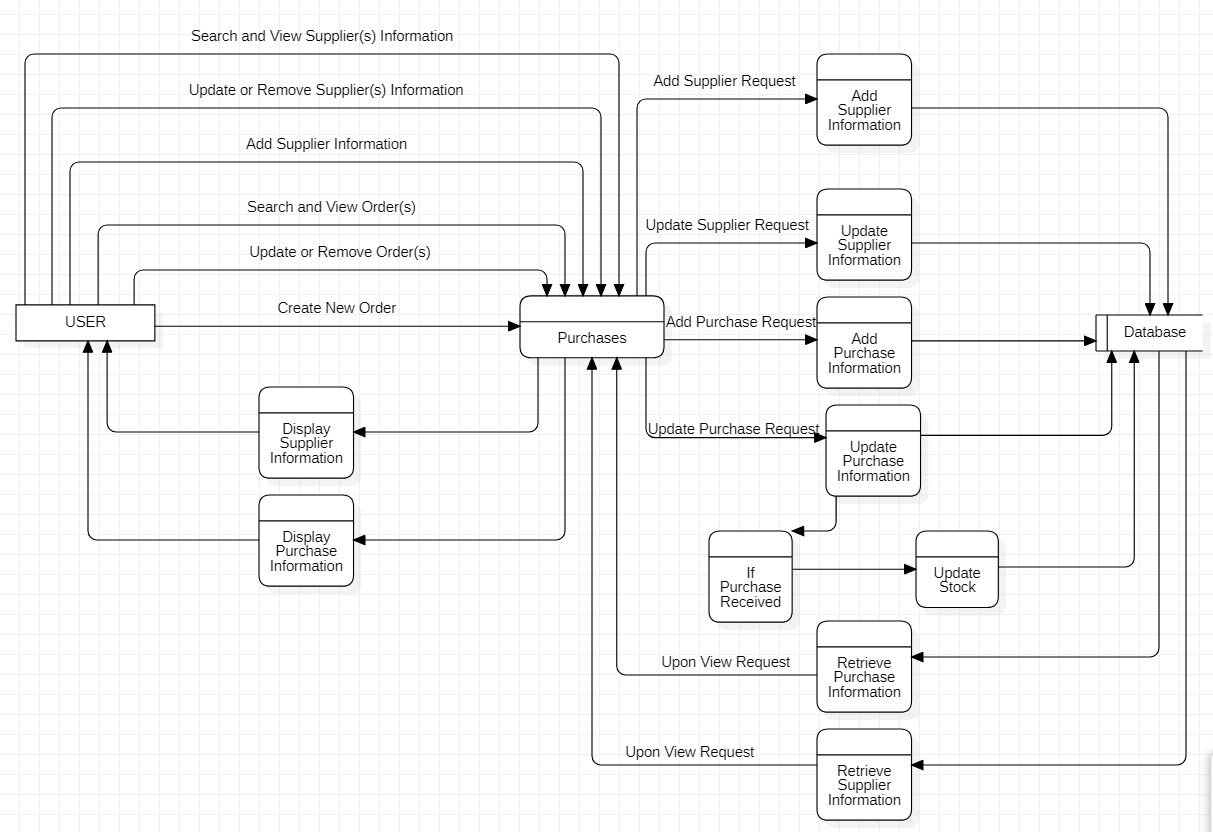 Search and View Supplier(s) Information
Update or Remove Supplier(s) Information
Add Supplier Information
Search and View Order(s)
Update or Remove Order(s)
Create New Order
USER
Purchases
Display
Supplier
Information
Display
Purchase
Information
Add Supplier Request
Add
Supplier
Information
Update Supplier Request
Update
Supplier
Information
Add Purchase Request
Add
Purchase
Information
Database
Update Purchase Request
Update
Purchase
Information
If
Purchase
Received
Update
Stock
Upon View Request
Retrieve
Purchase
Information
Upon View Request
Retrieve
Supplier
Information